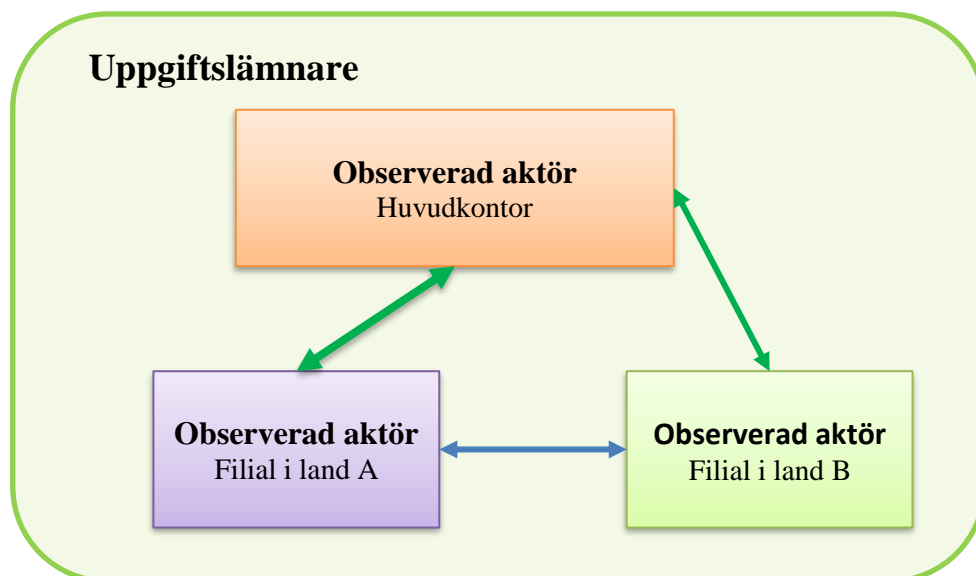 Uppgiftslämnare
Observerad aktör
Huvudkontor
Observerad aktör
Filial i land A
Observerad aktör
Filial i land B